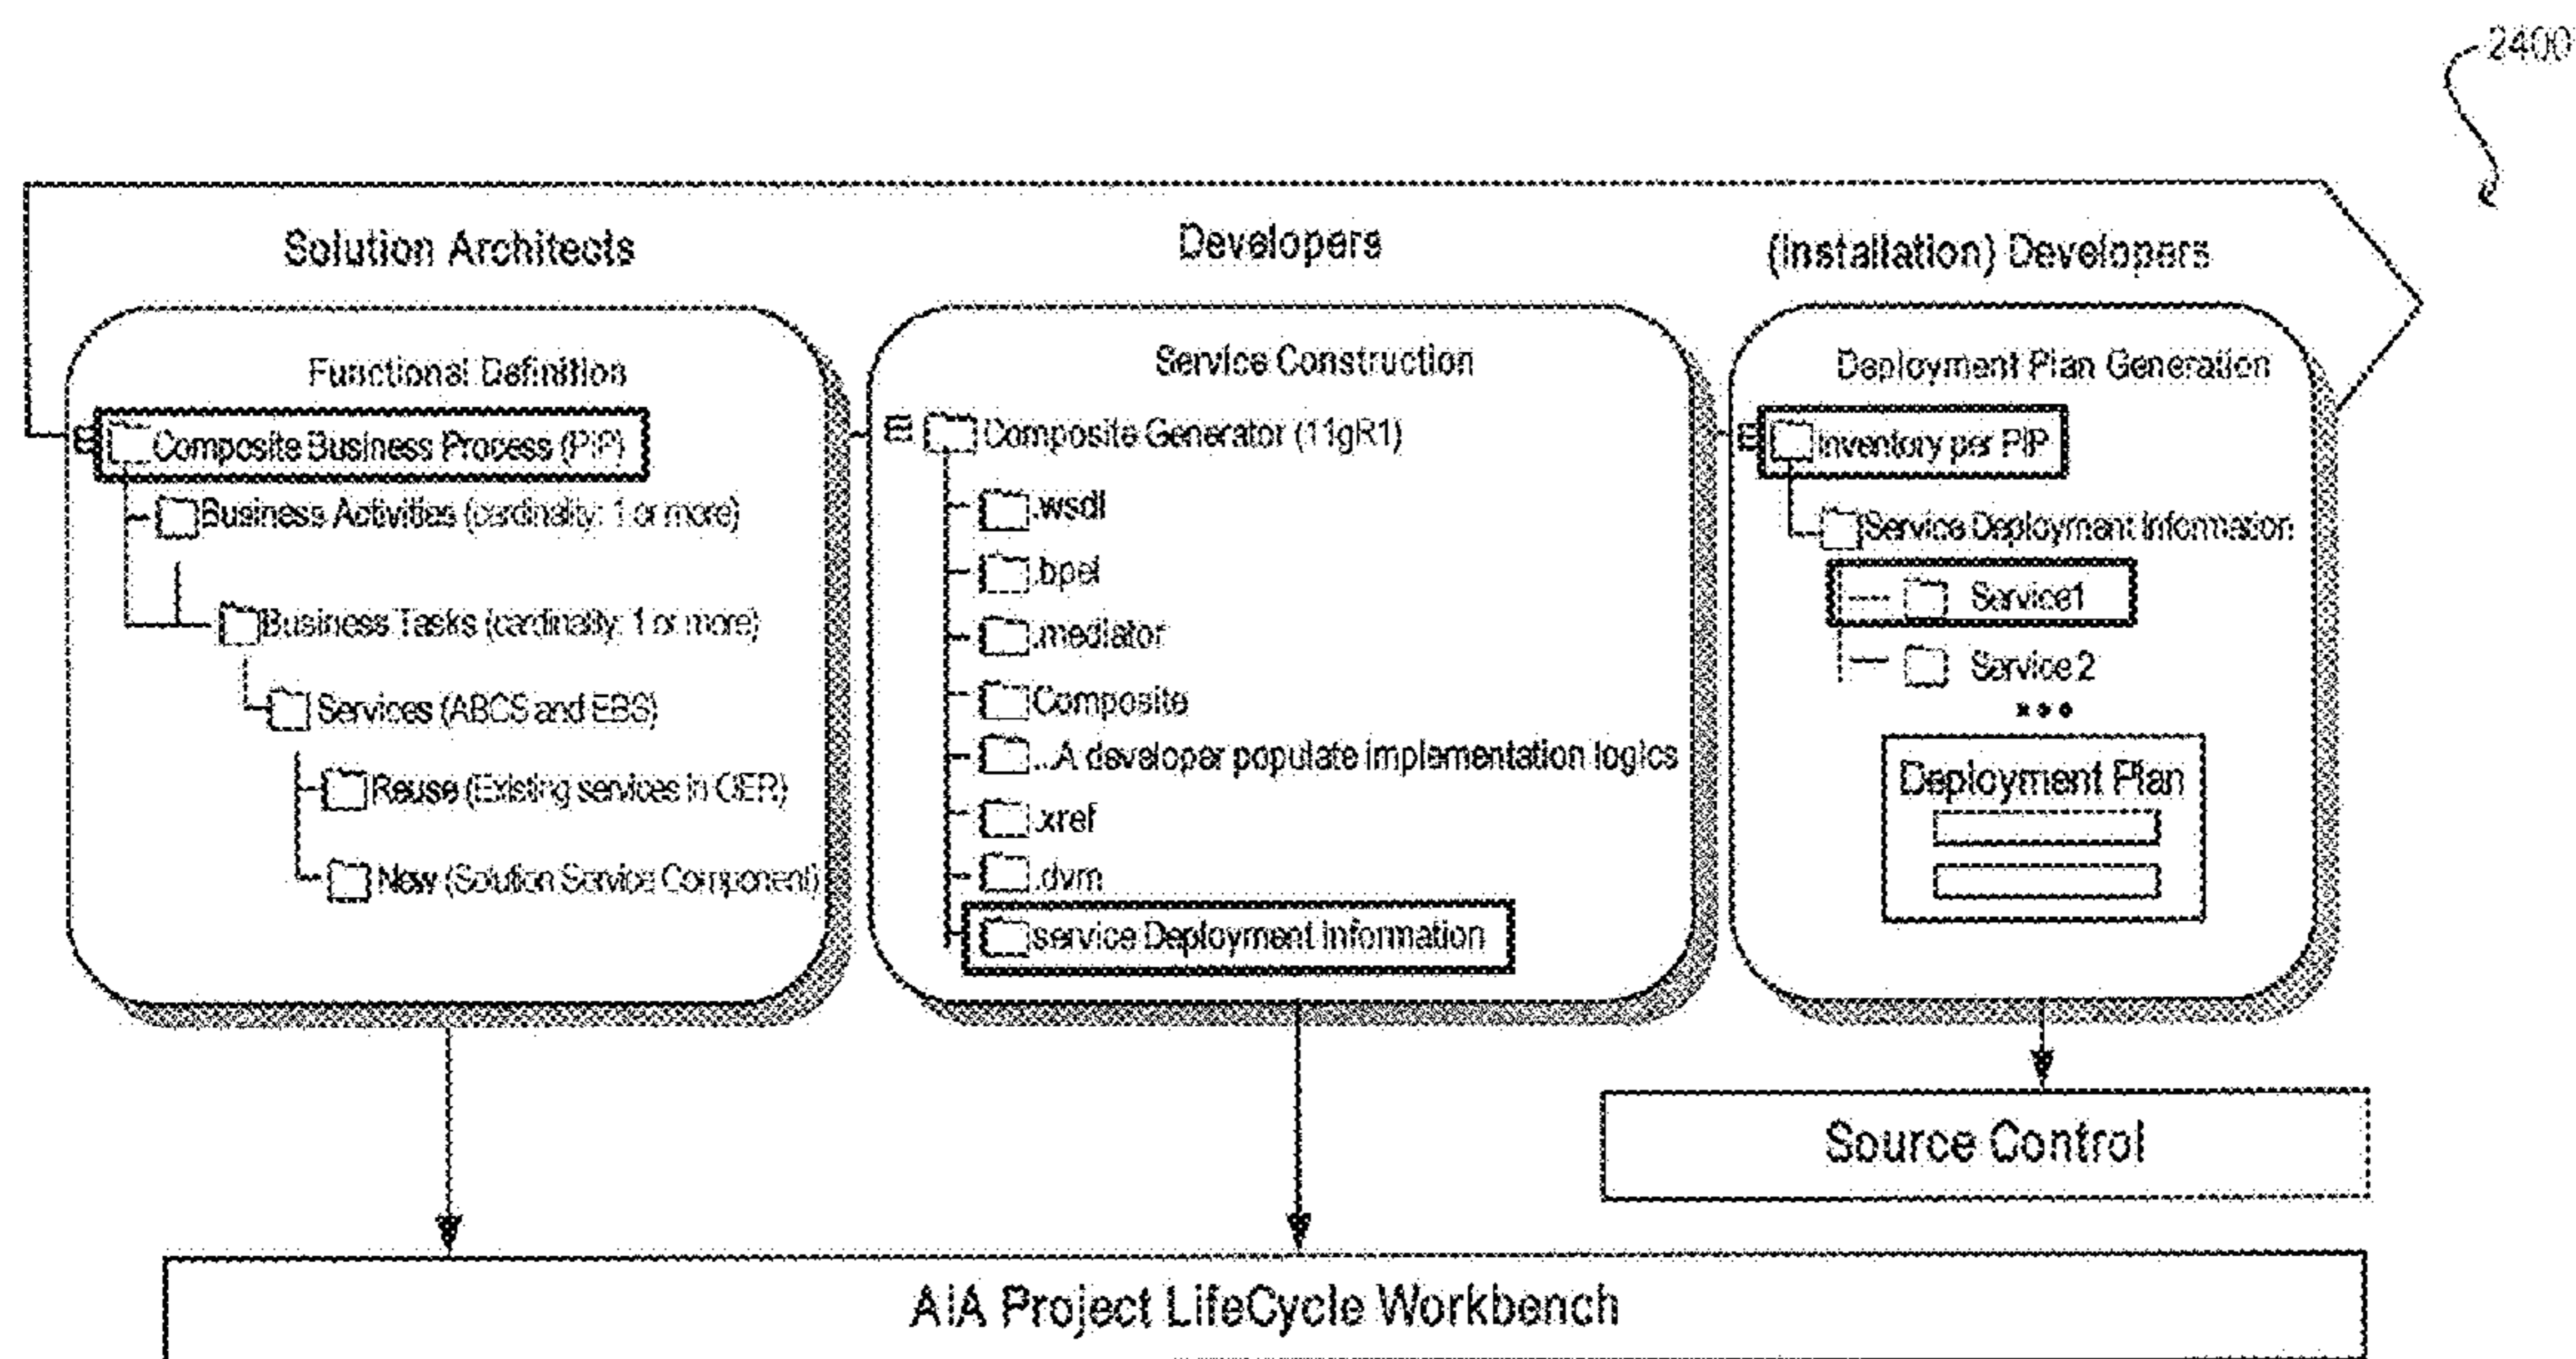 2400
Solution Architects
Developers
(Installation) Developers
Functional Definition
Composite Business Process (PIP)
Business Activities (cardinality: 1 or more)
Business Tasks (cardinality: 1 or more)
Services (ABCS and EBS)
Reuse (Existing services in OER)
New (Solution Service Component)
Service Construction
Composite Generator (11gR1)
.wsdl
.bpel
.mediator
Composite
...A developer populate implementation logics
.xref
.dvm
service Deployment Information
Deployment Plan Generation
Inventory per PIP
Service Deployment Information
Service1
Service 2
Deployment Plan
Source Control
AIA Project LifeCycle Workbench